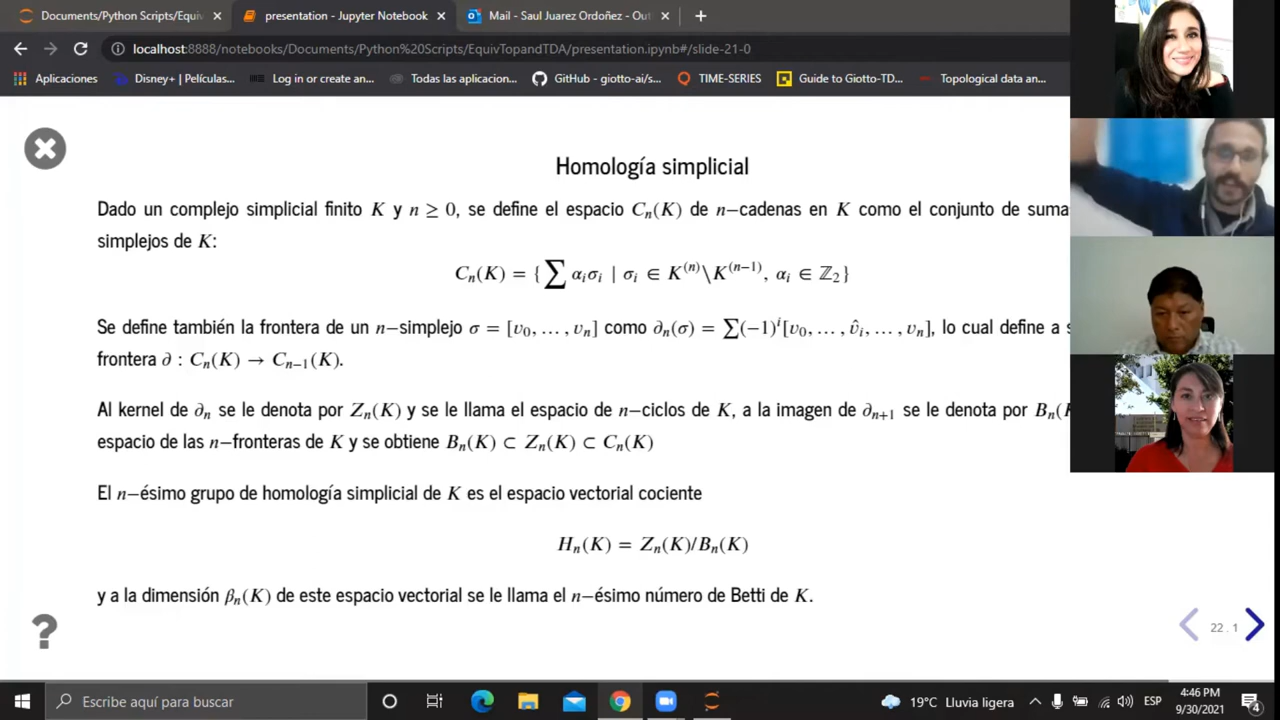 Documents/Python Scripts/Equiv
presentation - Jupyter Notebook
Mail - Saul Juarez Ordoñez - Out
localhost:8888/notebooks/Documents/Python%20Scripts/EquivTopandTDA/presentation.ipynb#/slide-21-0
Aplicaciones
Disney+ | Películas...
Log in or create an...
Todas las aplicacion...
GitHub - giotto-ai/s...
TIME-SERIES
Guide to Giotto-TD...
Topological data an...
Homología simplicial
Dado un complejo simplicial finito K y n ≥ 0, se define el espacio Cₙ(K) de n−cadenas en K como el conjunto de suma
simplejos de K:
Cₙ(K) = { ∑ αᵢσᵢ | σᵢ ∈ K⁽ⁿ⁾\K⁽ⁿ⁻¹⁾, αᵢ ∈ ℤ₂}
Se define también la frontera de un n−simplejo σ = [v₀, … , vₙ] como ∂ₙ(σ) = ∑(−1)ⁱ[v₀, … , v̂ᵢ, … , vₙ], lo cual define a s
frontera ∂ : Cₙ(K) → Cₙ₋₁(K).
Al kernel de ∂ₙ se le denota por Zₙ(K) y se le llama el espacio de n−ciclos de K, a la imagen de ∂ₙ₊₁ se le denota por Bₙ(K
espacio de las n−fronteras de K y se obtiene Bₙ(K) ⊂ Zₙ(K) ⊂ Cₙ(K)
El n−ésimo grupo de homología simplicial de K es el espacio vectorial cociente
Hₙ(K) = Zₙ(K)/Bₙ(K)
y a la dimensión βₙ(K) de este espacio vectorial se le llama el n−ésimo número de Betti de K.
?
22 . 1
Escribe aquí para buscar
19°C Lluvia ligera
ESP
4:46 PM
9/30/2021
4